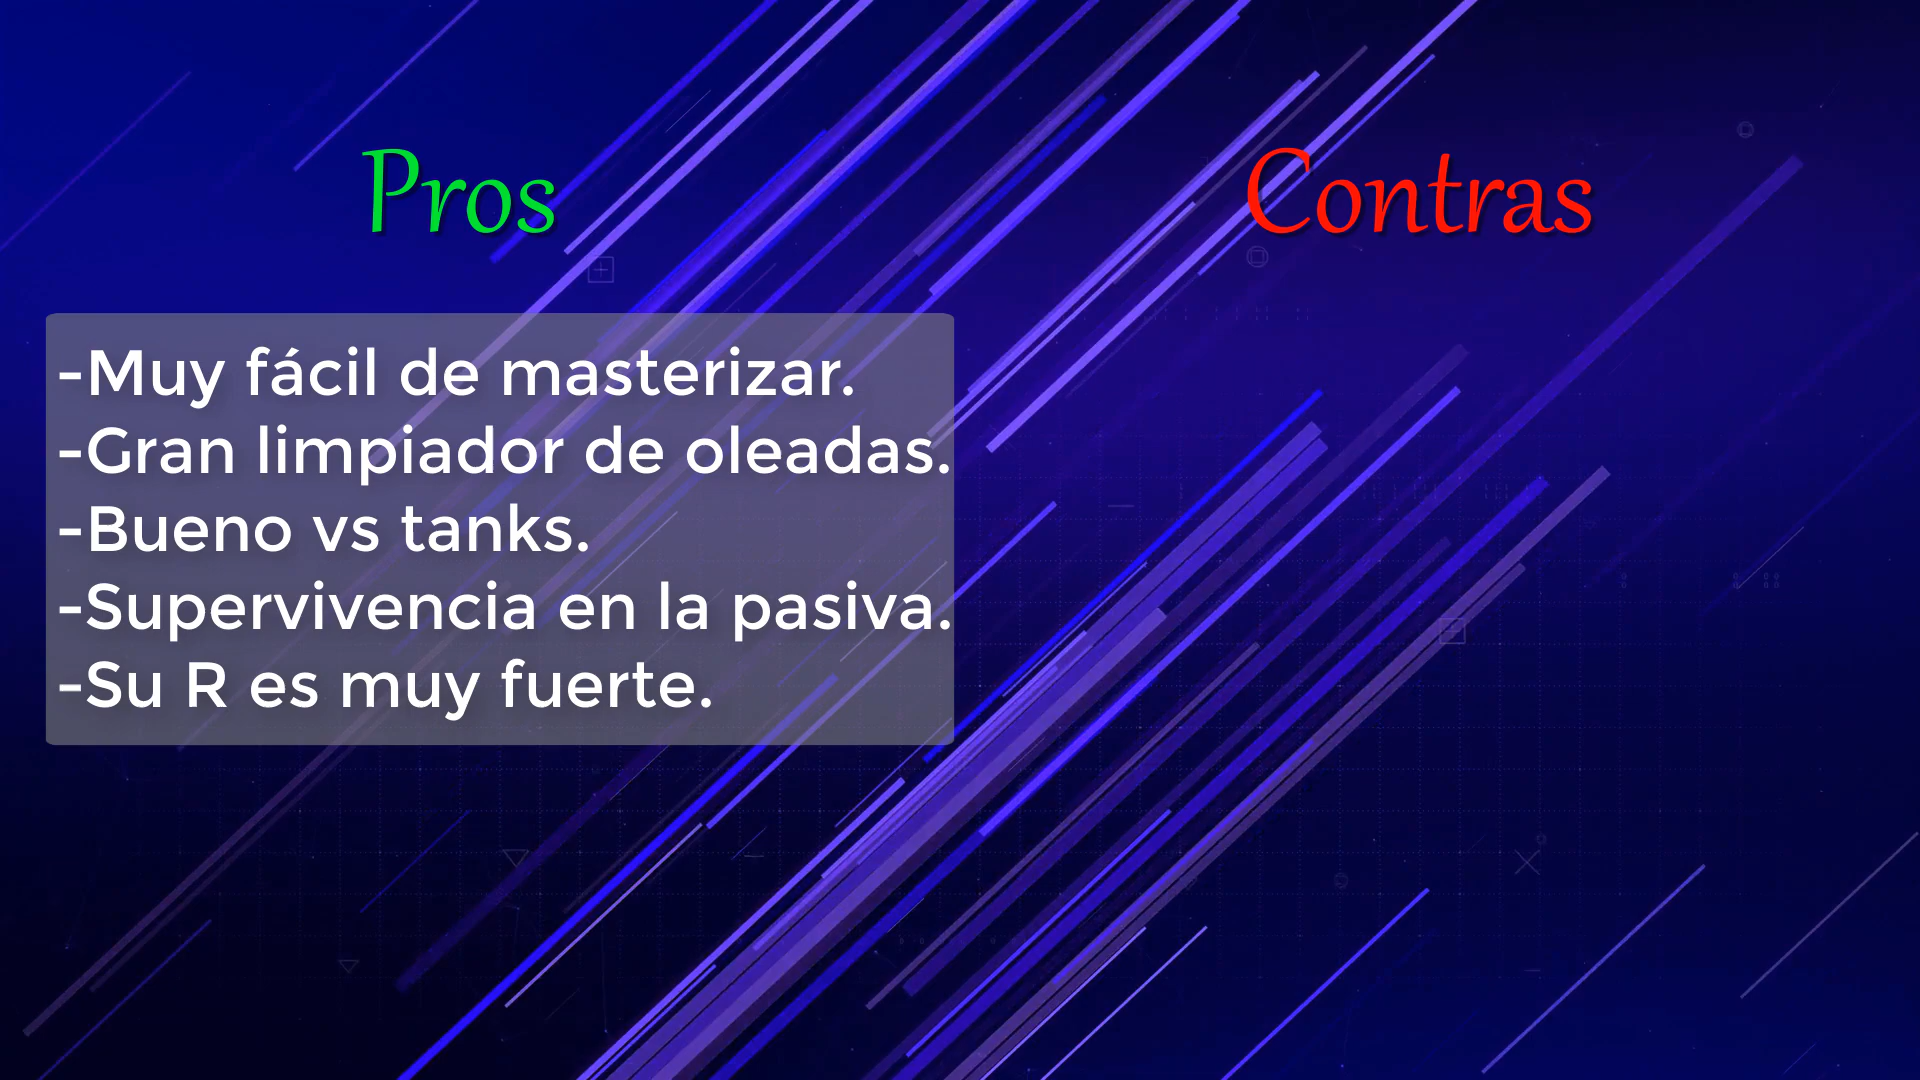 Pros
Contras
-Muy fácil de masterizar.
-Gran limpiador de oleadas.
-Bueno vs tanks.
-Supervivencia en la pasiva.
-Su R es muy fuerte.